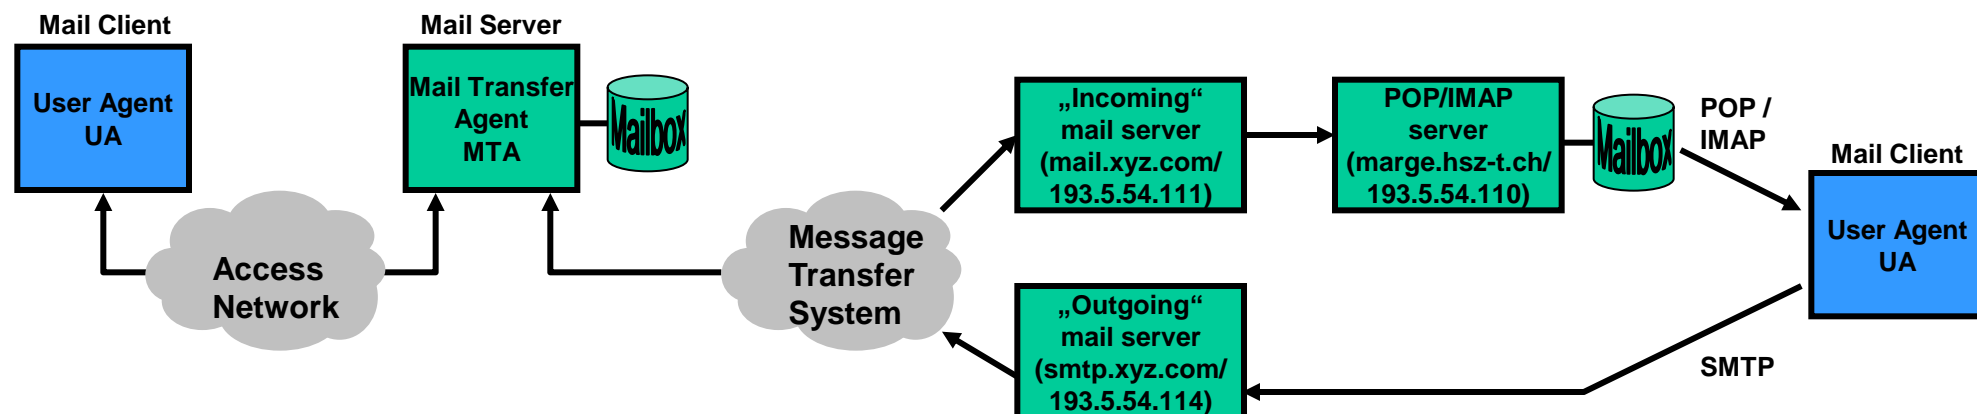 Mail Client
User Agent
UA
Access
Network
Mail Server
Mail Transfer
Agent
MTA
Mailbox
Message
Transfer
System
„Incoming“
mail server
(mail.xyz.com/
193.5.54.111)
POP/IMAP
server
(marge.hsz-t.ch/
193.5.54.110)
Mailbox
POP /
IMAP
Mail Client
User Agent
UA
„Outgoing“
mail server
(smtp.xyz.com/
193.5.54.114)
SMTP